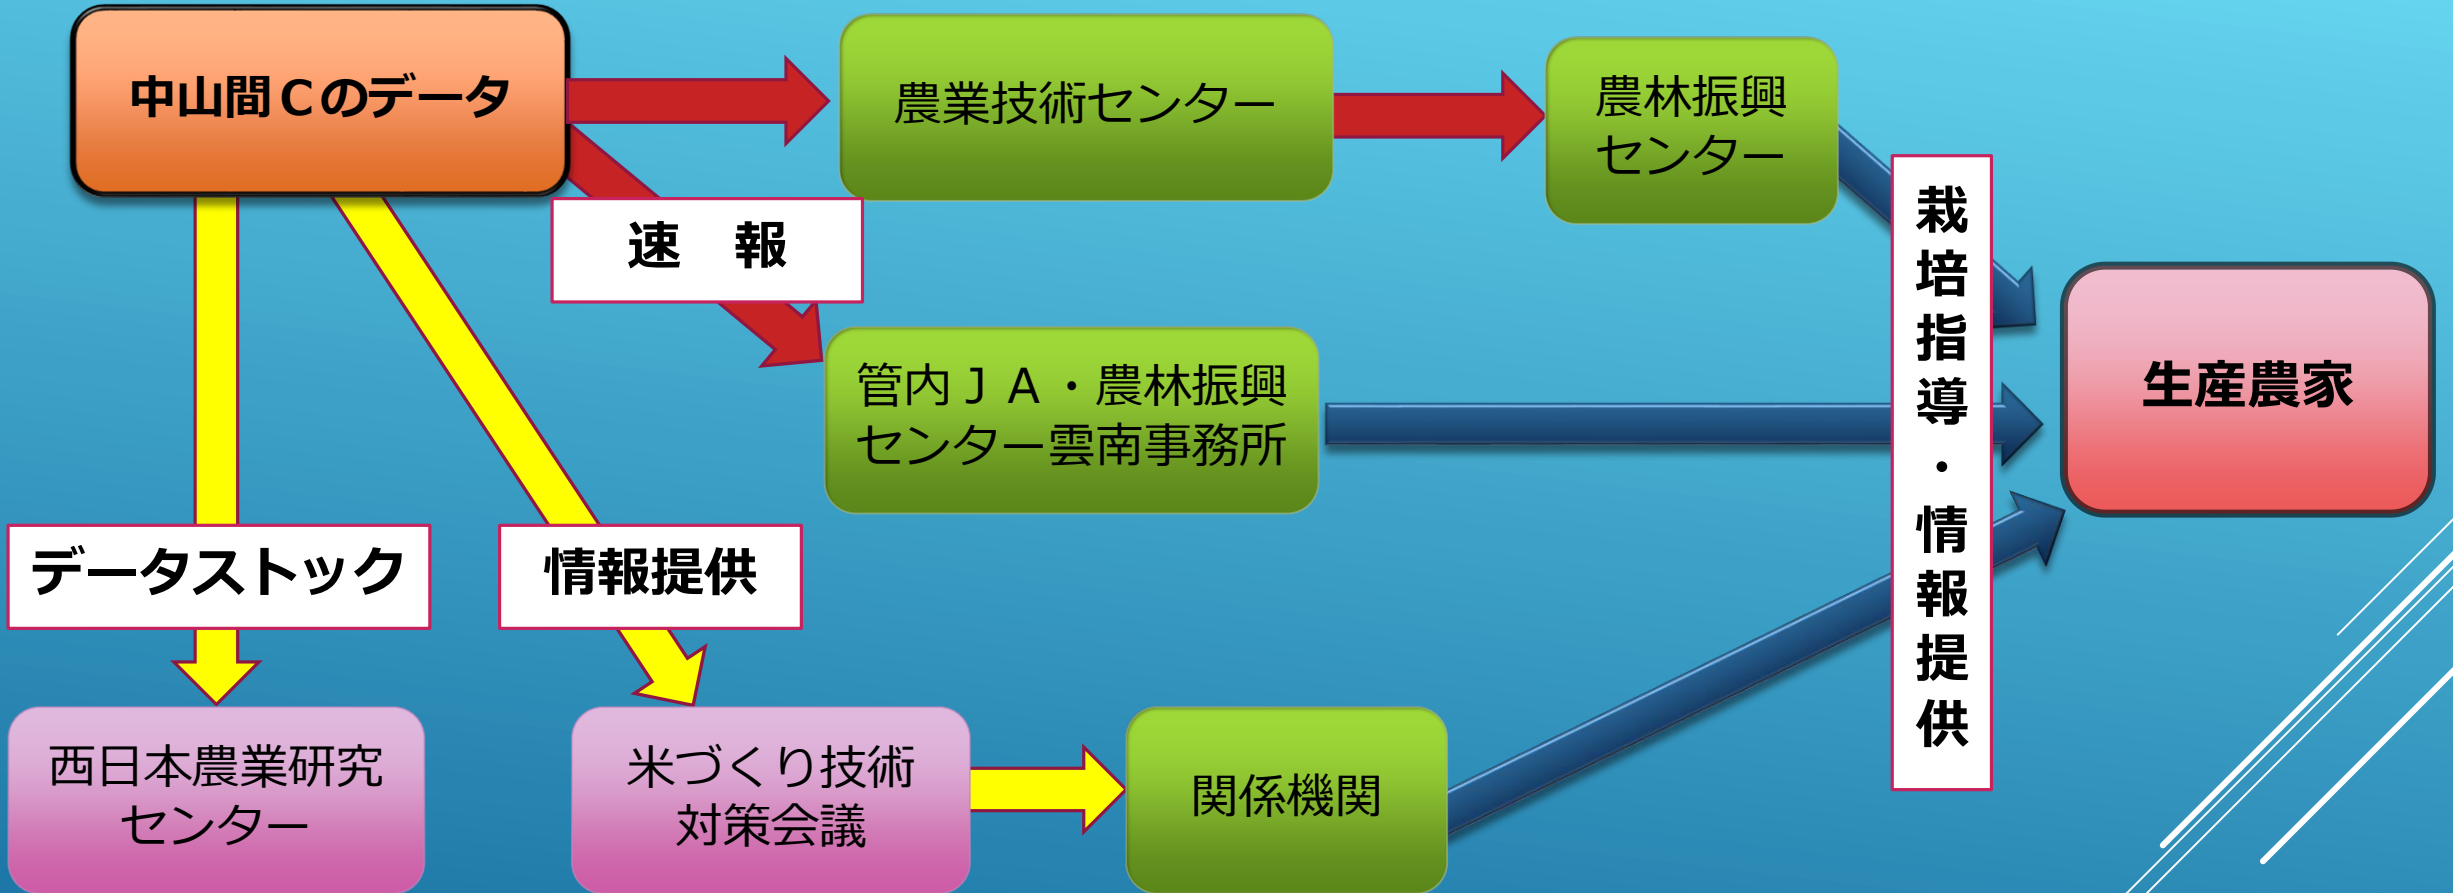 中山間Ｃのデータ
農業技術センター
農林振興
センター
速　報
管内ＪＡ・農林振興
センター雲南事務所
栽培指導・情報提供
生産農家
データストック
情報提供
西日本農業研究
センター
米づくり技術
対策会議
関係機関